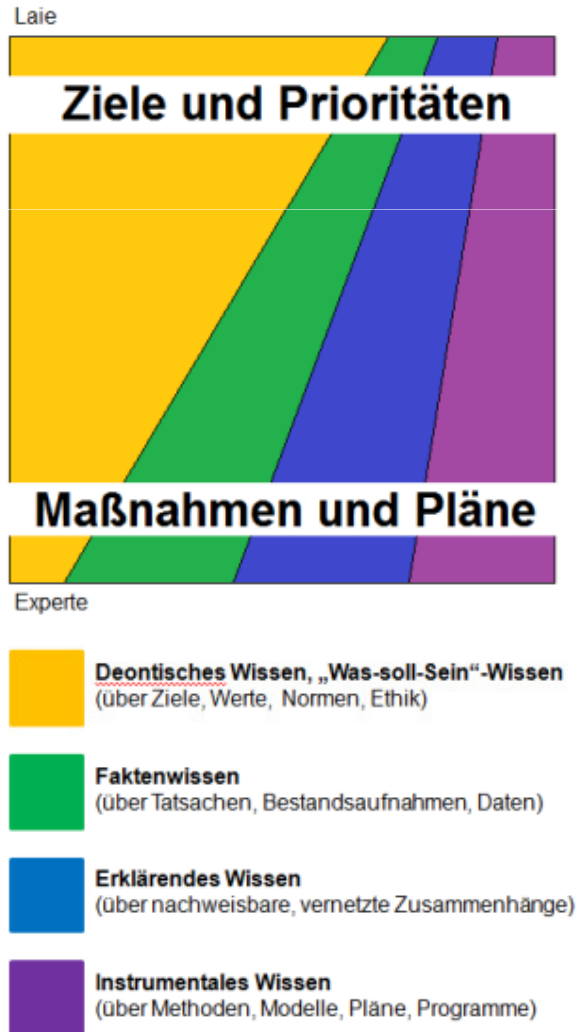 Laie
Ziele und Prioritäten
Maßnahmen und Pläne
Experte
Deontisches Wissen, „Was-soll-Sein“-Wissen
(über Ziele, Werte, Normen, Ethik)
Faktenwissen
(über Tatsachen, Bestandsaufnahmen, Daten)
Erklärendes Wissen
(über nachweisbare, vernetzte Zusammenhänge)
Instrumentales Wissen
(über Methoden, Modelle, Pläne, Programme)